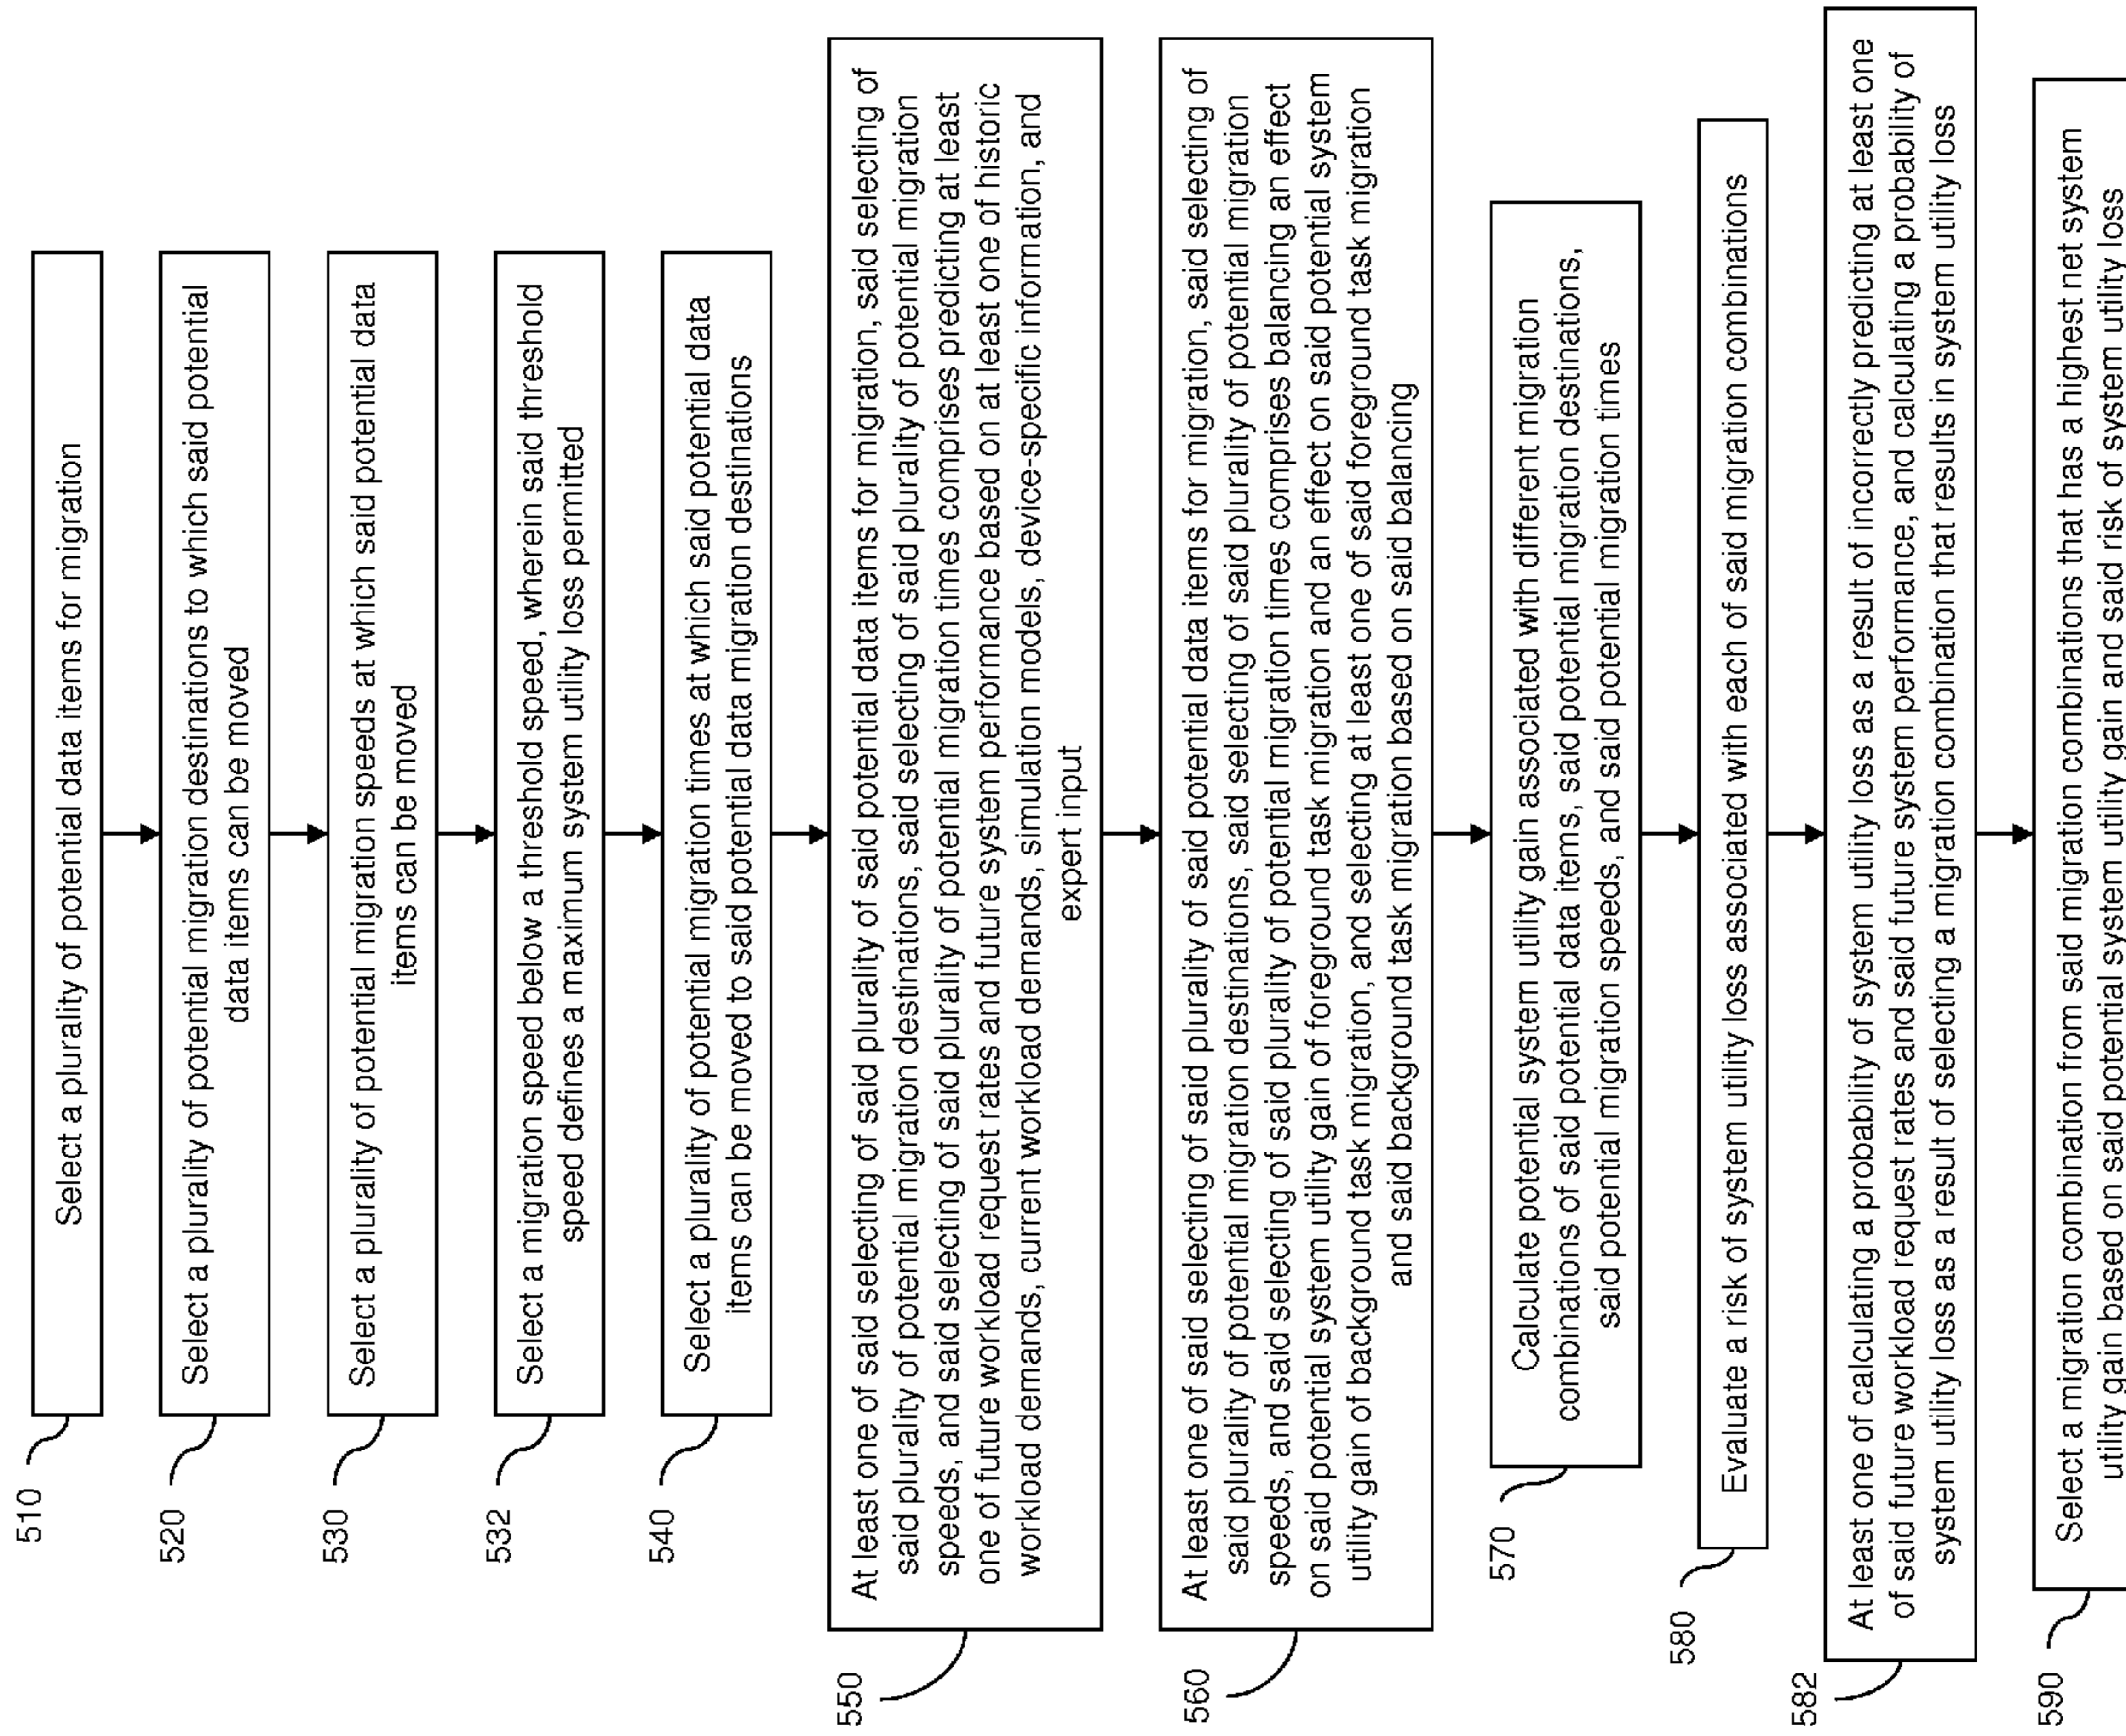 510
Select a plurality of potential data items for migration
520
Select a plurality of potential migration destinations to which said potential
data items can be moved
530
Select a plurality of potential migration speeds at which said potential data
items can be moved
532
Select a migration speed below a threshold speed, wherein said threshold
speed defines a maximum system utility loss permitted
540
Select a plurality of potential migration times at which said potential data
items can be moved to said potential data migration destinations
550
At least one of said selecting of said plurality of said potential data items for migration, said selecting of
said plurality of potential migration destinations, said selecting of said plurality of potential migration
speeds, and said selecting of said plurality of potential migration times comprises predicting at least
one of future workload request rates and future system performance based on at least one of historic
workload demands, current workload demands, simulation models, device-specific information, and
expert input
560
At least one of said selecting of said plurality of said potential data items for migration, said selecting of
said plurality of potential migration destinations, said selecting of said plurality of potential migration
speeds, and said selecting of said plurality of potential migration times comprises balancing an effect
on said potential system utility gain of foreground task migration and an effect on said potential system
utility gain of background task migration, and selecting at least one of said foreground task migration
and said background task migration based on said balancing
570
Calculate potential system utility gain associated with different migration
combinations of said potential data items, said potential migration destinations,
said potential migration speeds, and said potential migration times
580
Evaluate a risk of system utility loss associated with each of said migration combinations
582
At least one of calculating a probability of system utility loss as a result of incorrectly predicting at least one
of said future workload request rates and said future system performance, and calculating a probability of
system utility loss as a result of selecting a migration combination that results in system utility loss
590
Select a migration combination from said migration combinations that has a highest net system
utility gain based on said potential system utility gain and said risk of system utility loss